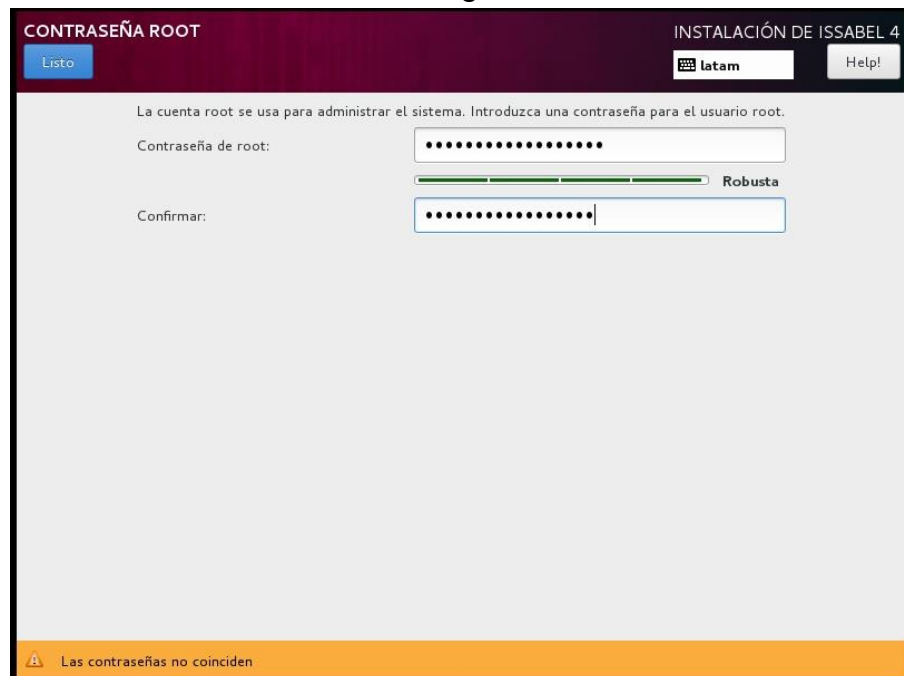 CONTRASEÑA ROOT
INSTALACIÓN DE ISSABEL 4
Listo
latam
Help!
La cuenta root se usa para administrar el sistema. Introduzca una contraseña para el usuario root.
Contraseña de root:
••••••••••••••••••
Robusta
Confirmar:
•••••••••••••••••
Las contraseñas no coinciden